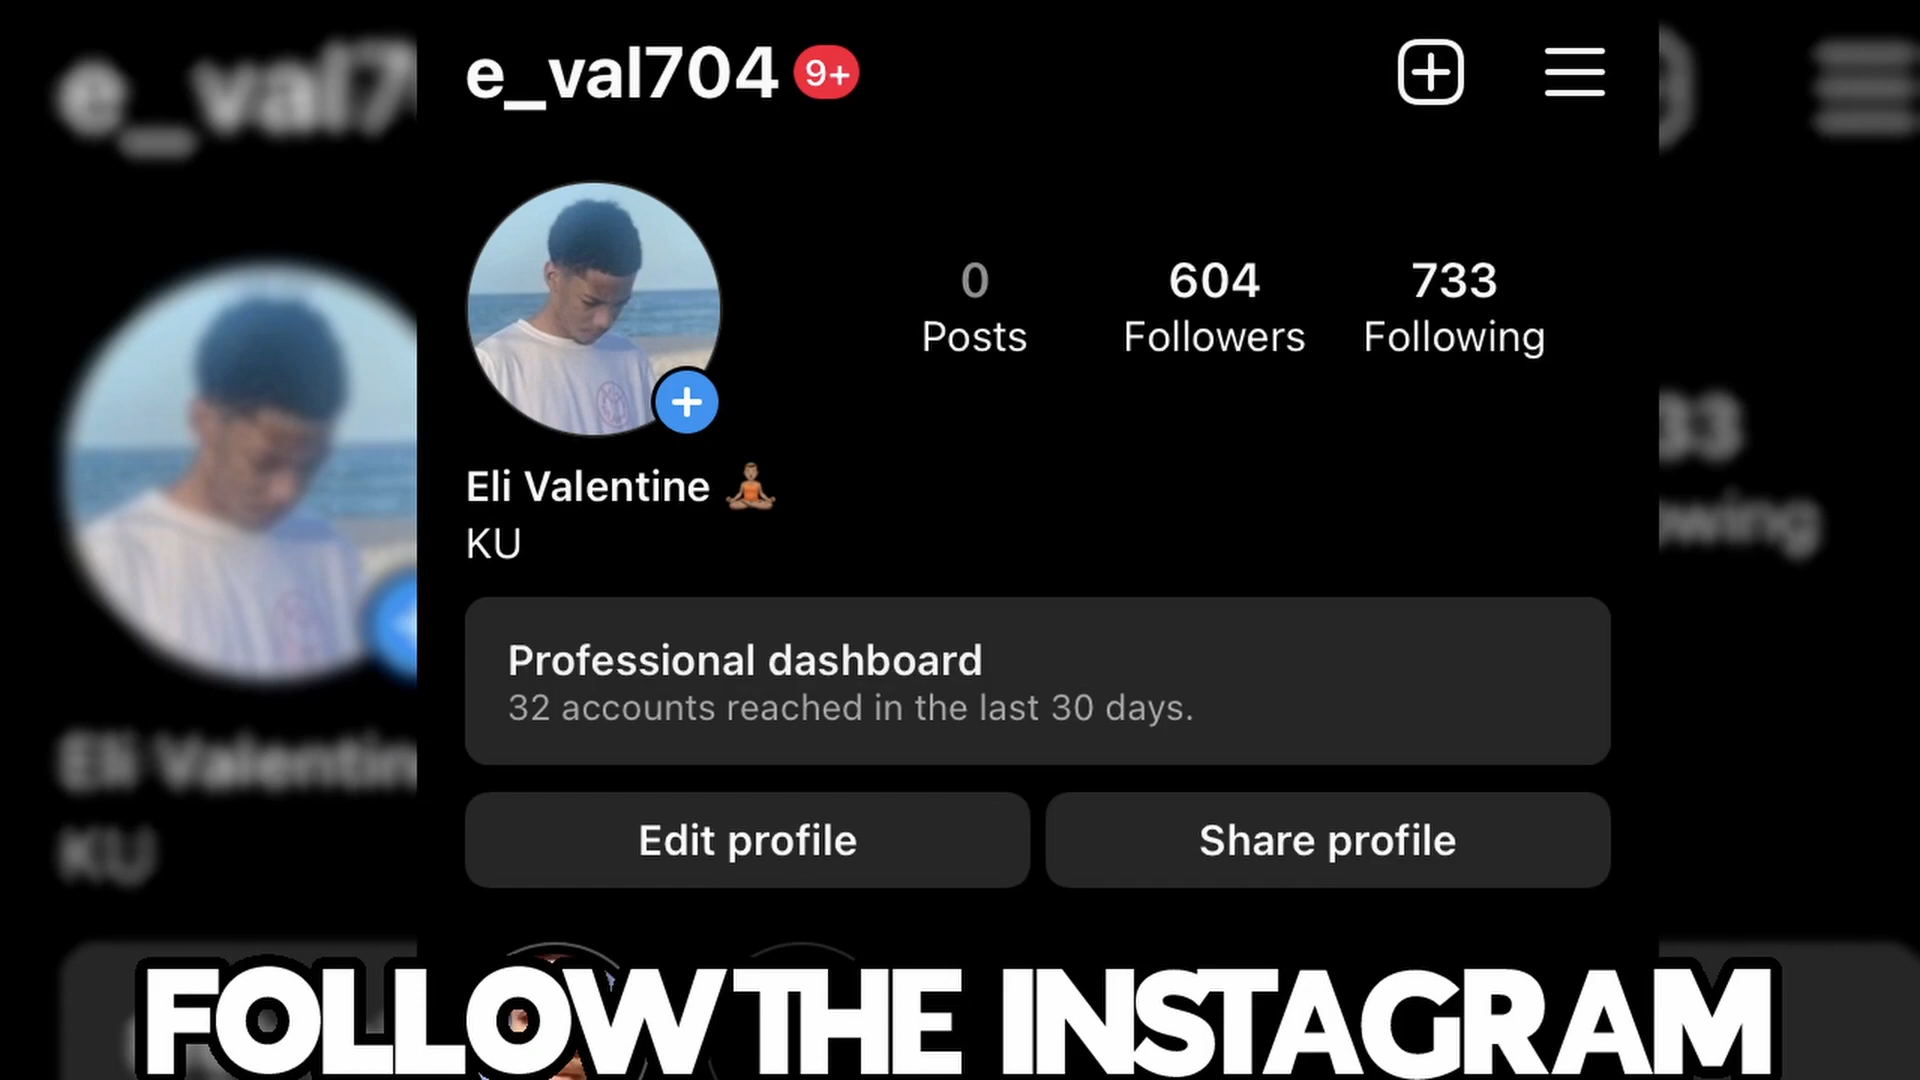 e_val704 9+
0 604 733
Posts Followers Following
Eli Valentine
KU
Professional dashboard
32 accounts reached in the last 30 days.
Edit profile Share profile
FOLLOW THE INSTAGRAM